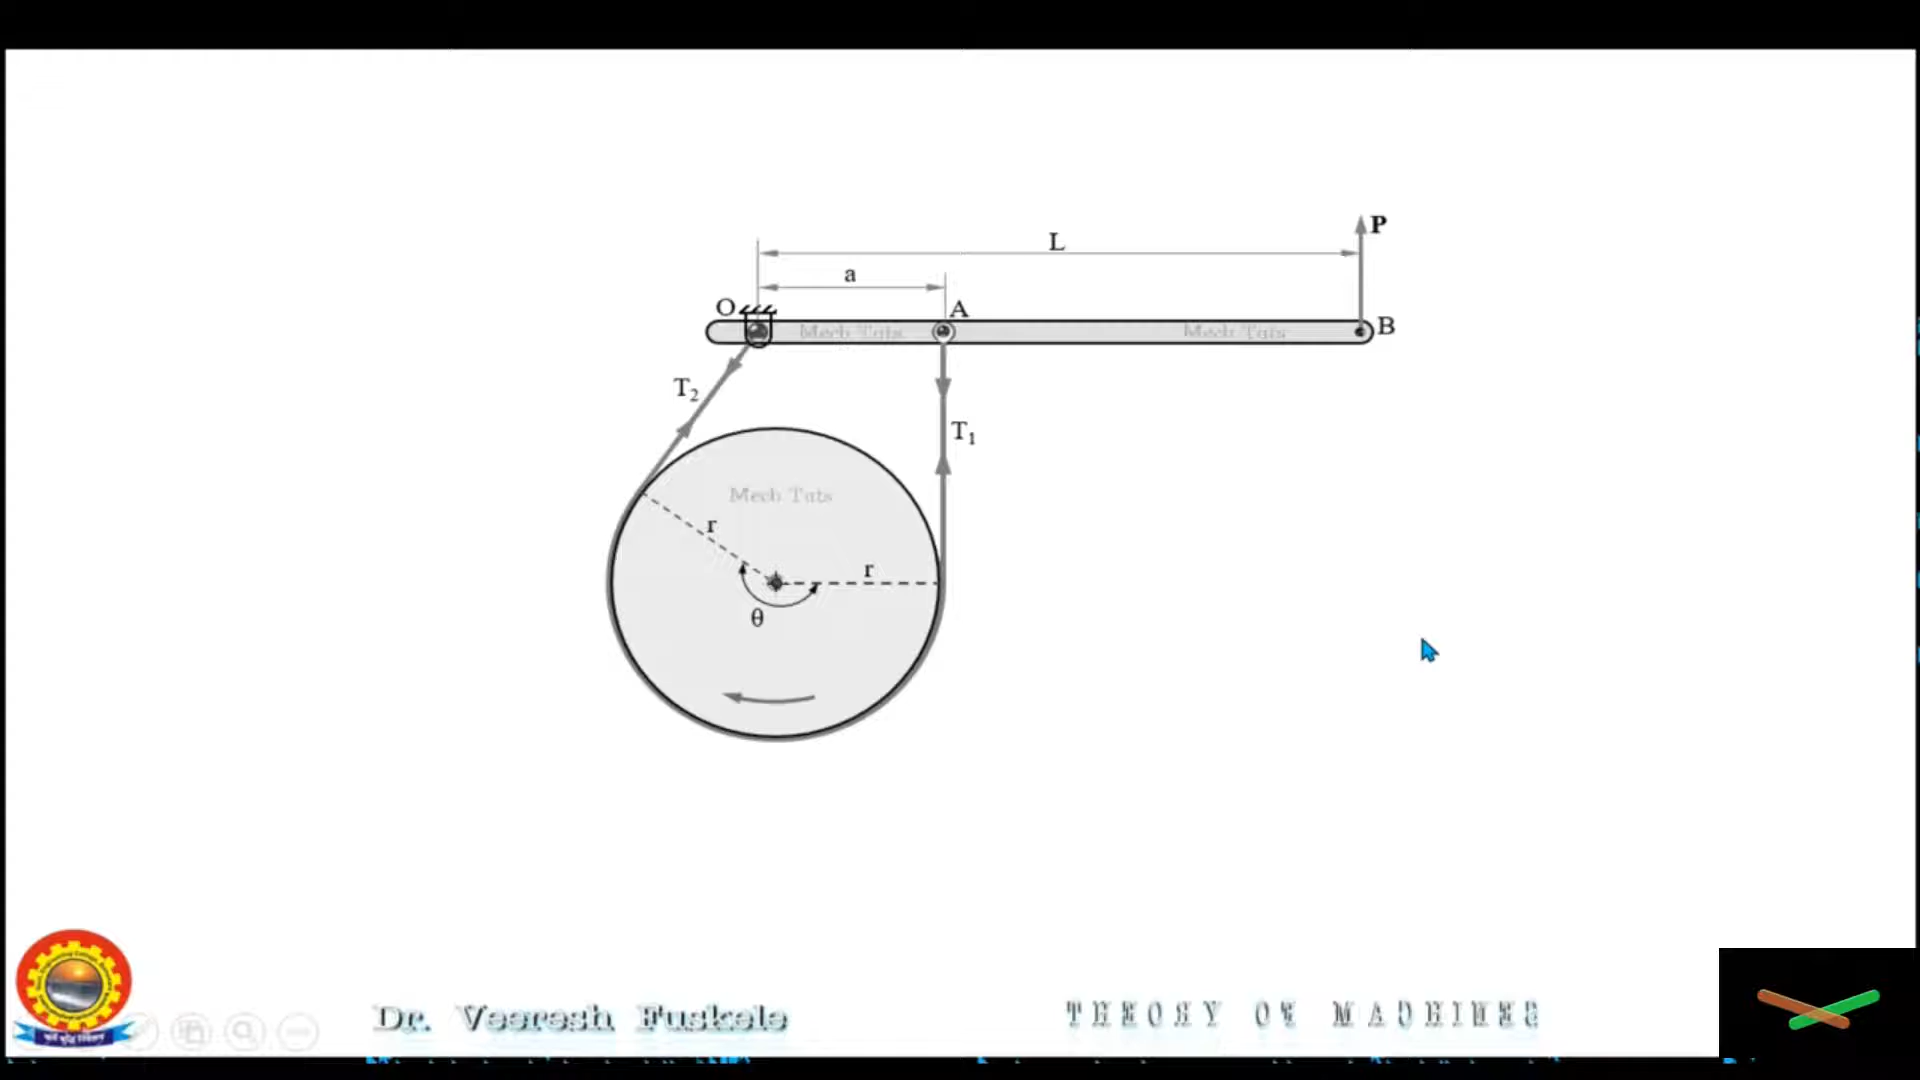 P
L
a
O
A
B
Mech Tuts
Mech Tuts
T₂
T₁
Mech Tuts
r
r
θ
Dr. Veeresh Fuskele
THEORY OF MACHINES